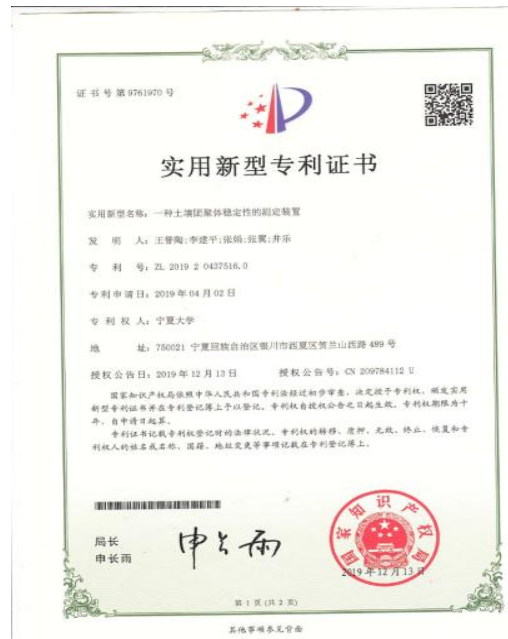 证书号第9761970号
实用新型专利证书
实用新型名称：一种土壤团聚体稳定性的测定装置
发 明 人：王誉陶;李建平;张娟;张翼;井乐
专 利 号：ZL 2019 2 0437516.0
专利申请日：2019年04月02日
专 利 权 人：宁夏大学
地 址：750021 宁夏回族自治区银川市西夏区贺兰山西路489号
授权公告日：2019年12月13日 授权公告号：CN 209784112 U
国家知识产权局依照中华人民共和国专利法经过初步审查，决定授予专利权，颁发实用
新型专利证书并在专利登记簿上予以登记。专利权自授权公告之日起生效。专利权期限为十
年，自申请日起算。
专利证书记载专利权登记时的法律状况。专利权的转移、质押、无效、终止、恢复和专
利权人的姓名或名称、国籍、地址变更等事项记载在专利登记簿上。
局长
申长雨
申长雨
国家知识产权局
2019年12月13日
第 1 页 (共 2 页)
其他事项参见背面